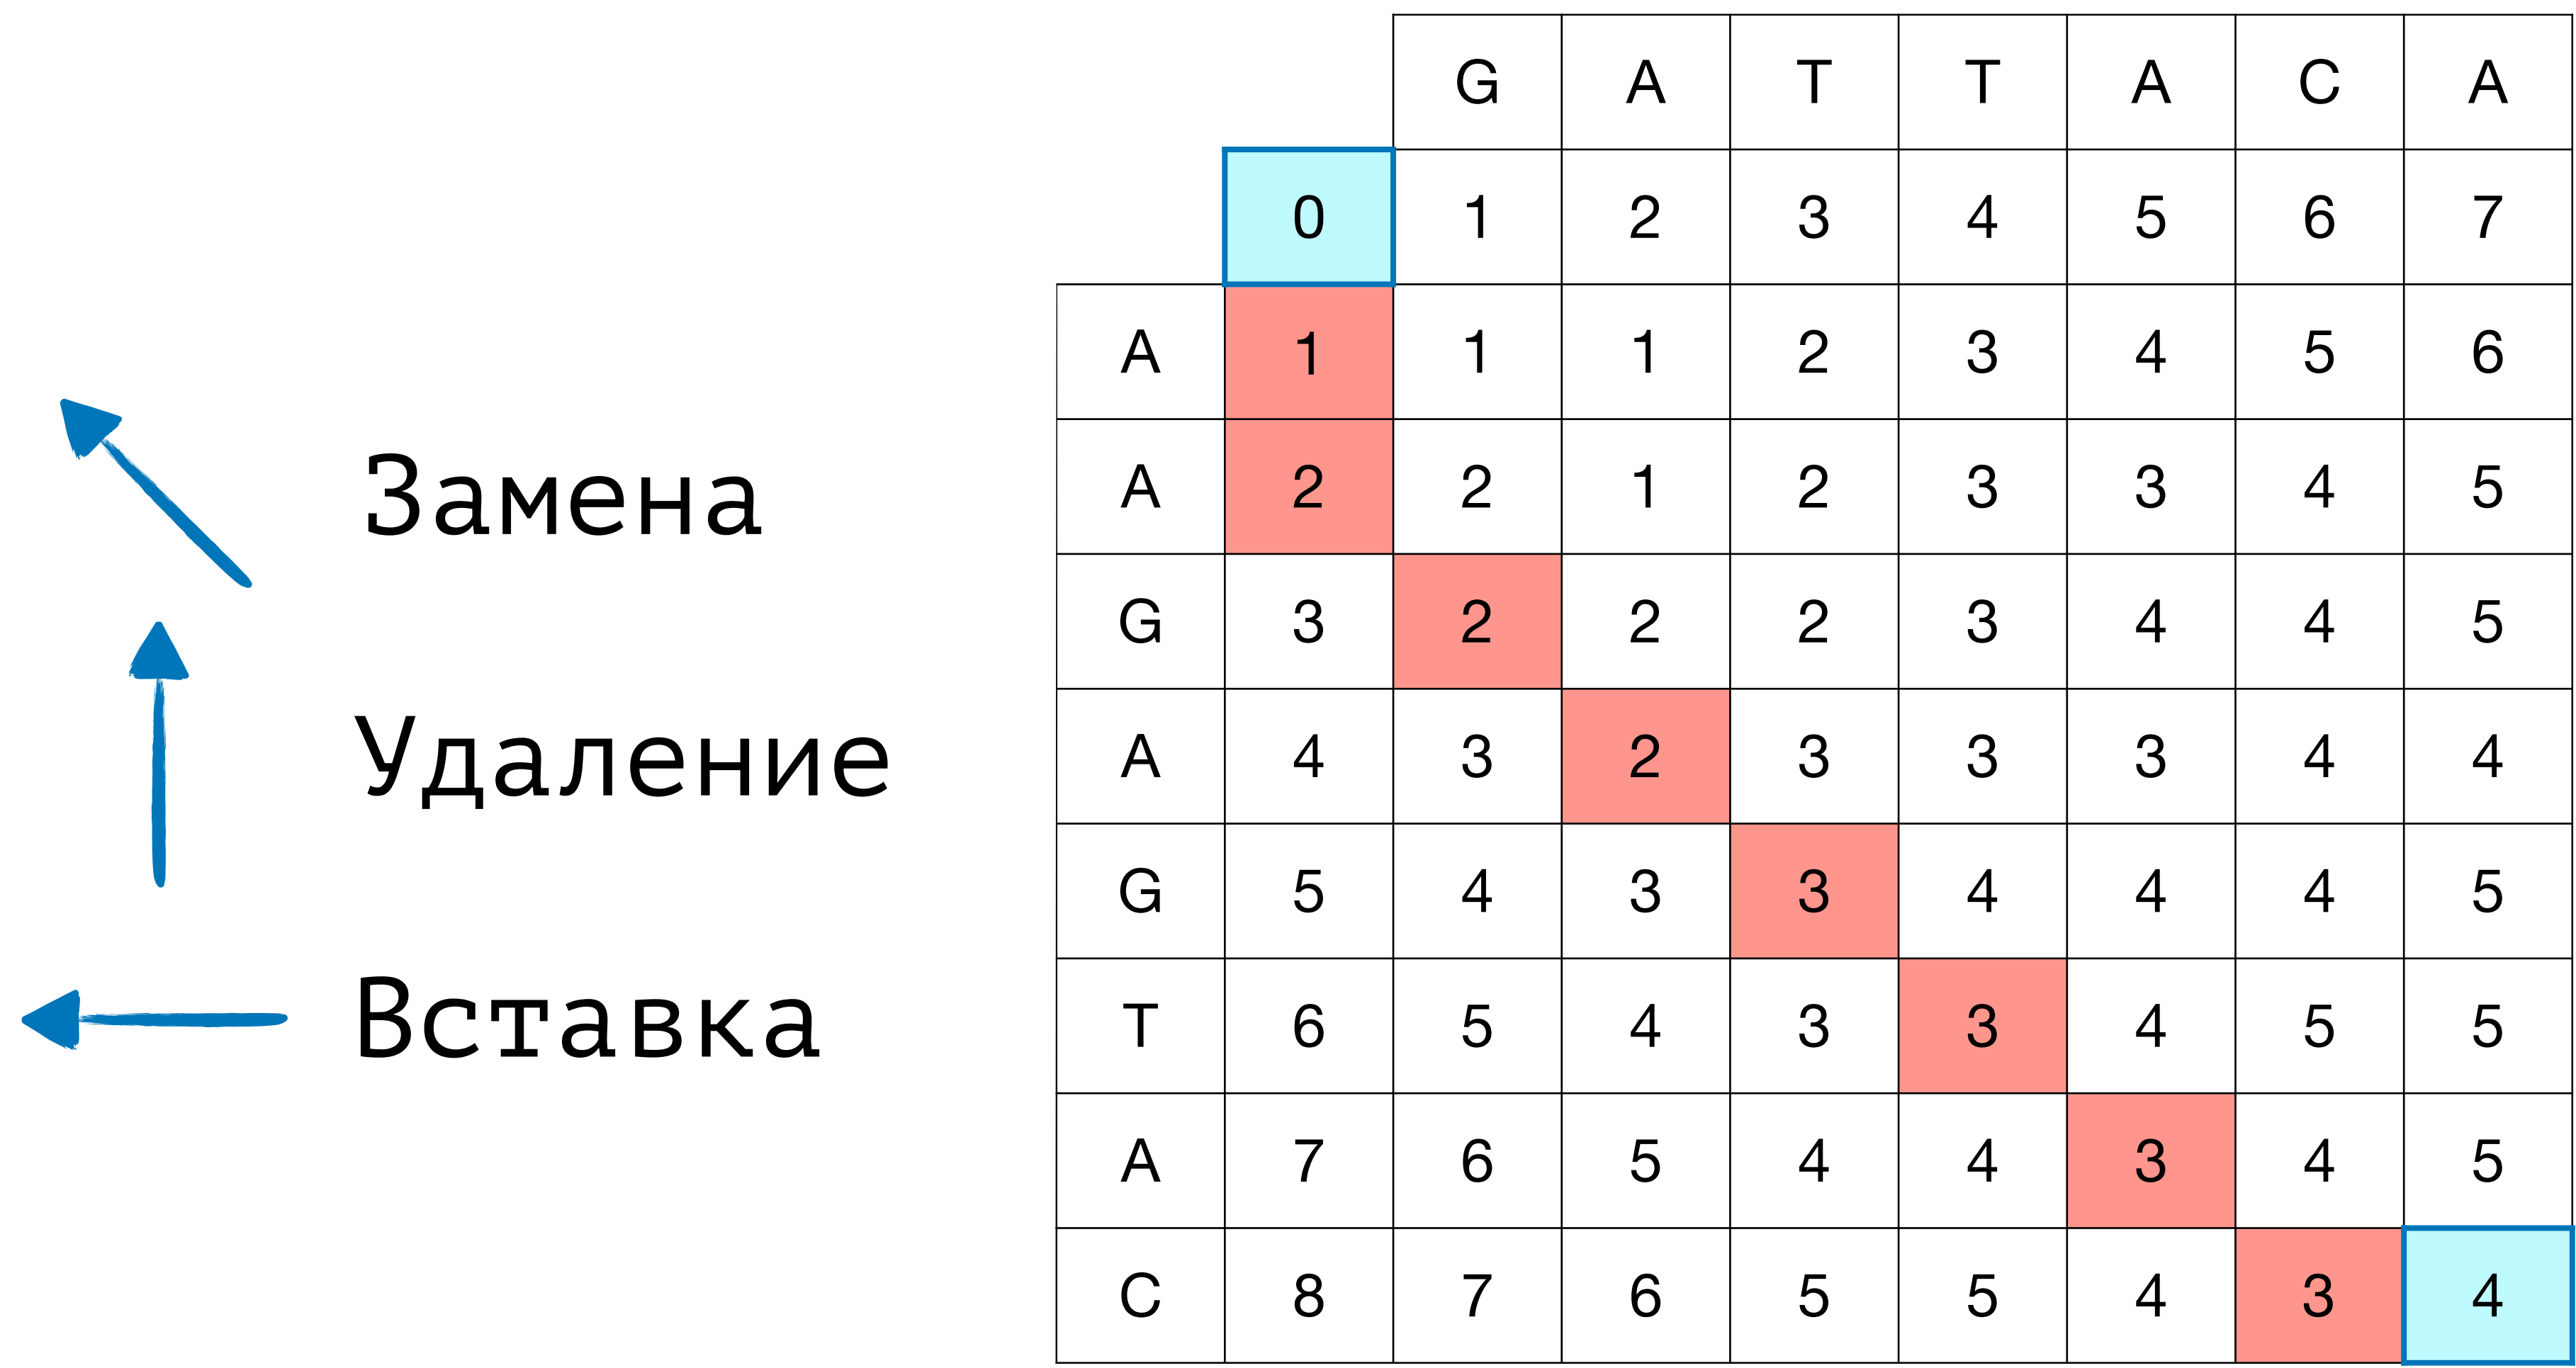 G A T T A C A
0 1 2 3 4 5 6 7
A 1 1 1 2 3 4 5 6
Замена
A 2 2 1 2 3 3 4 5
G 3 2 2 2 3 4 4 5
Удаление
A 4 3 2 3 3 3 4 4
G 5 4 3 3 4 4 4 5
Вставка
T 6 5 4 3 3 4 5 5
A 7 6 5 4 4 3 4 5
C 8 7 6 5 5 4 3 4